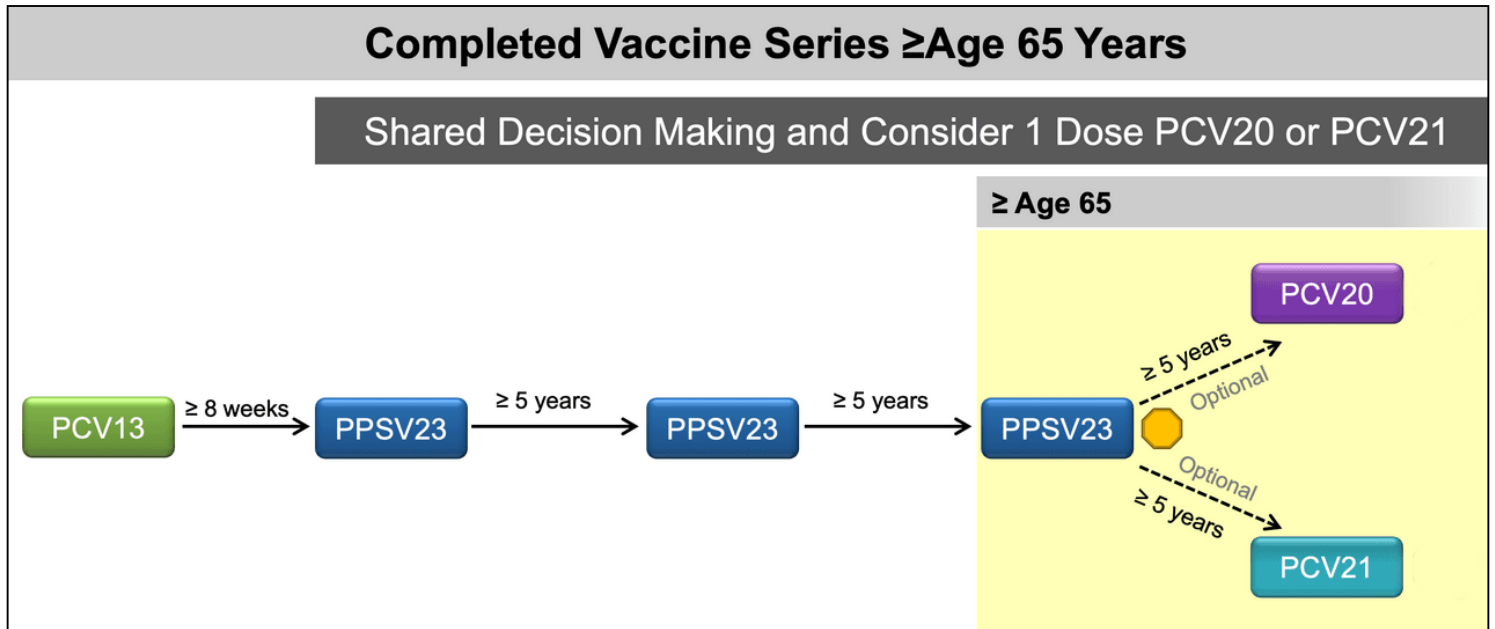 Completed Vaccine Series ≥Age 65 Years
Shared Decision Making and Consider 1 Dose PCV20 or PCV21
≥ Age 65
PCV13
≥ 8 weeks
PPSV23
≥ 5 years
PPSV23
≥ 5 years
PPSV23
≥ 5 years
Optional
PCV20
Optional
≥ 5 years
PCV21